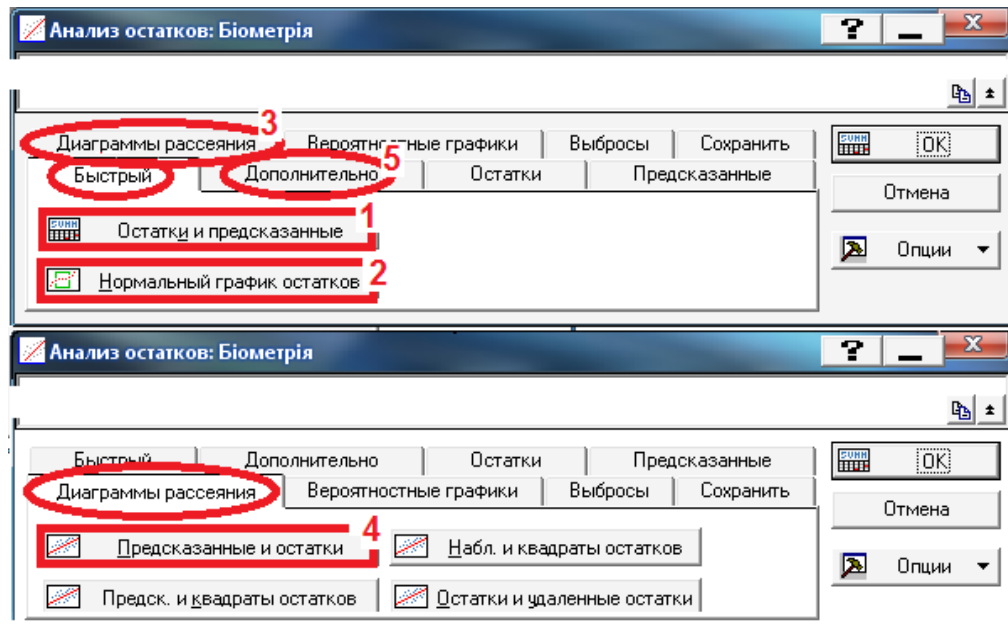 Анализ остатков: Біометрія
?
X
3
Диаграммы рассеяния Вероятностные графики Выбросы Сохранить
5
Быстрый Дополнительно Остатки Предсказанные
1
Остатки и предсказанные
2
Нормальный график остатков
SUMM OK
Отмена
Опции
Анализ остатков: Біометрія
?
X
Быстрый Дополнительно Остатки Предсказанные
Диаграммы рассеяния Вероятностные графики Выбросы Сохранить
4
Предсказанные и остатки Набл. и квадраты остатков
Предск. и квадраты остатков Остатки и удаленные остатки
SUMM OK
Отмена
Опции